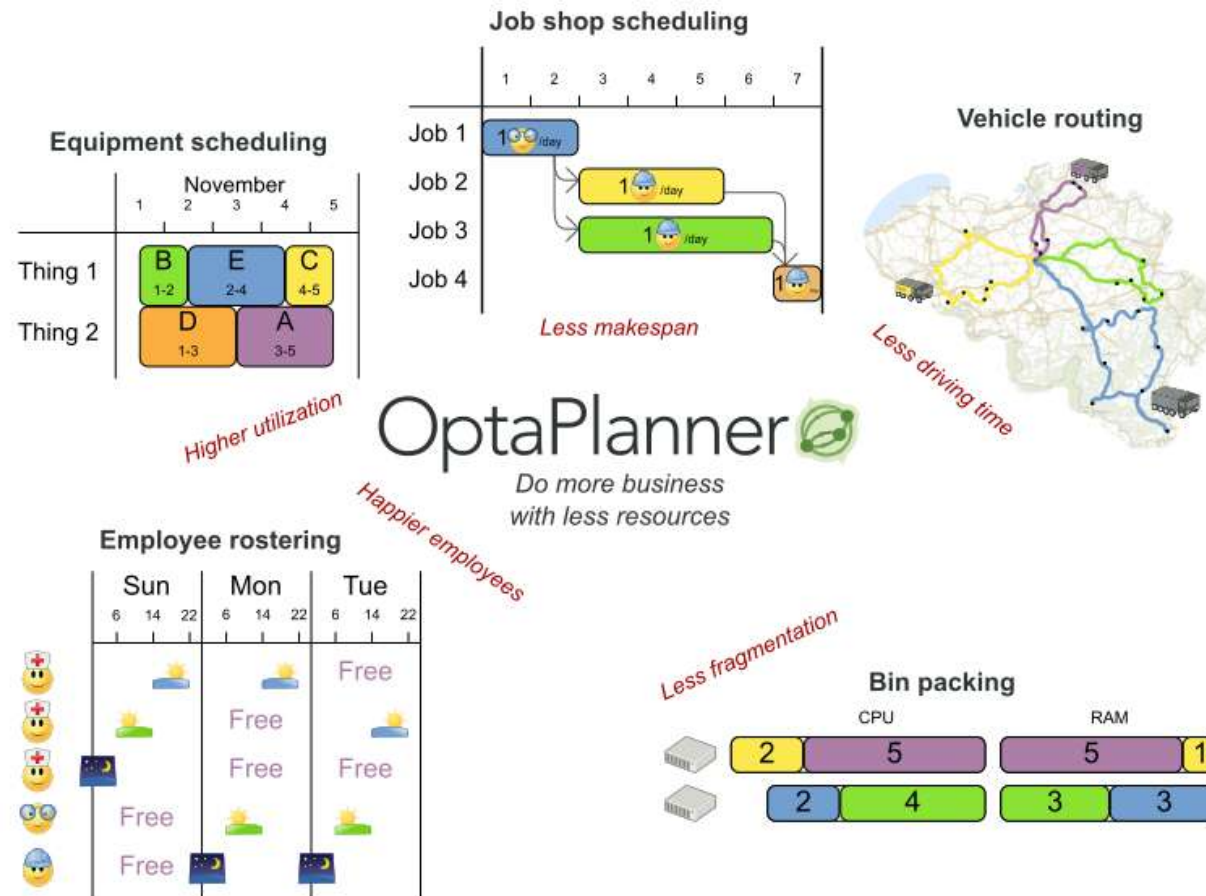 Job shop scheduling
1 2 3 4 5 6 7
Job 1 1 /day
Job 2 1 /day
Job 3 1 /day
Job 4 1
Less makespan
Equipment scheduling
November
1 2 3 4 5
Thing 1 B E C
1-2 2-4 4-5
Thing 2 D A
1-3 3-5
Higher utilization
Vehicle routing
Less driving time
OptaPlanner
Do more business
with less resources
Happier employees
Employee rostering
Sun Mon Tue
6 14 22 6 14 22 6 14 22
Free
Free
Free Free
Free
Free
Less fragmentation
Bin packing
CPU RAM
2 5 5 1
2 4 3 3